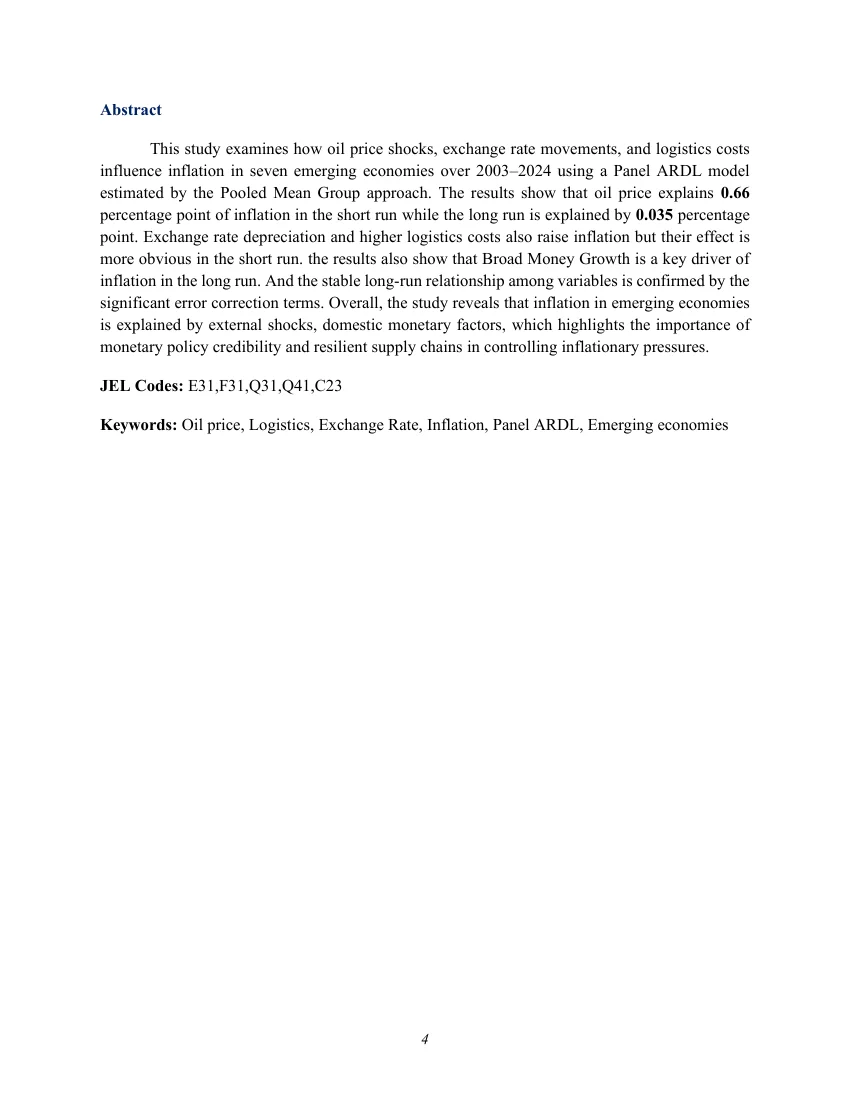 Abstract
This study examines how oil price shocks, exchange rate movements, and logistics costs
influence inflation in seven emerging economies over 2003–2024 using a Panel ARDL model
estimated by the Pooled Mean Group approach. The results show that oil price explains 0.66
percentage point of inflation in the short run while the long run is explained by 0.035 percentage
point. Exchange rate depreciation and higher logistics costs also raise inflation but their effect is
more obvious in the short run. the results also show that Broad Money Growth is a key driver of
inflation in the long run. And the stable long-run relationship among variables is confirmed by the
significant error correction terms. Overall, the study reveals that inflation in emerging economies
is explained by external shocks, domestic monetary factors, which highlights the importance of
monetary policy credibility and resilient supply chains in controlling inflationary pressures.
JEL Codes: E31,F31,Q31,Q41,C23
Keywords: Oil price, Logistics, Exchange Rate, Inflation, Panel ARDL, Emerging economies
4